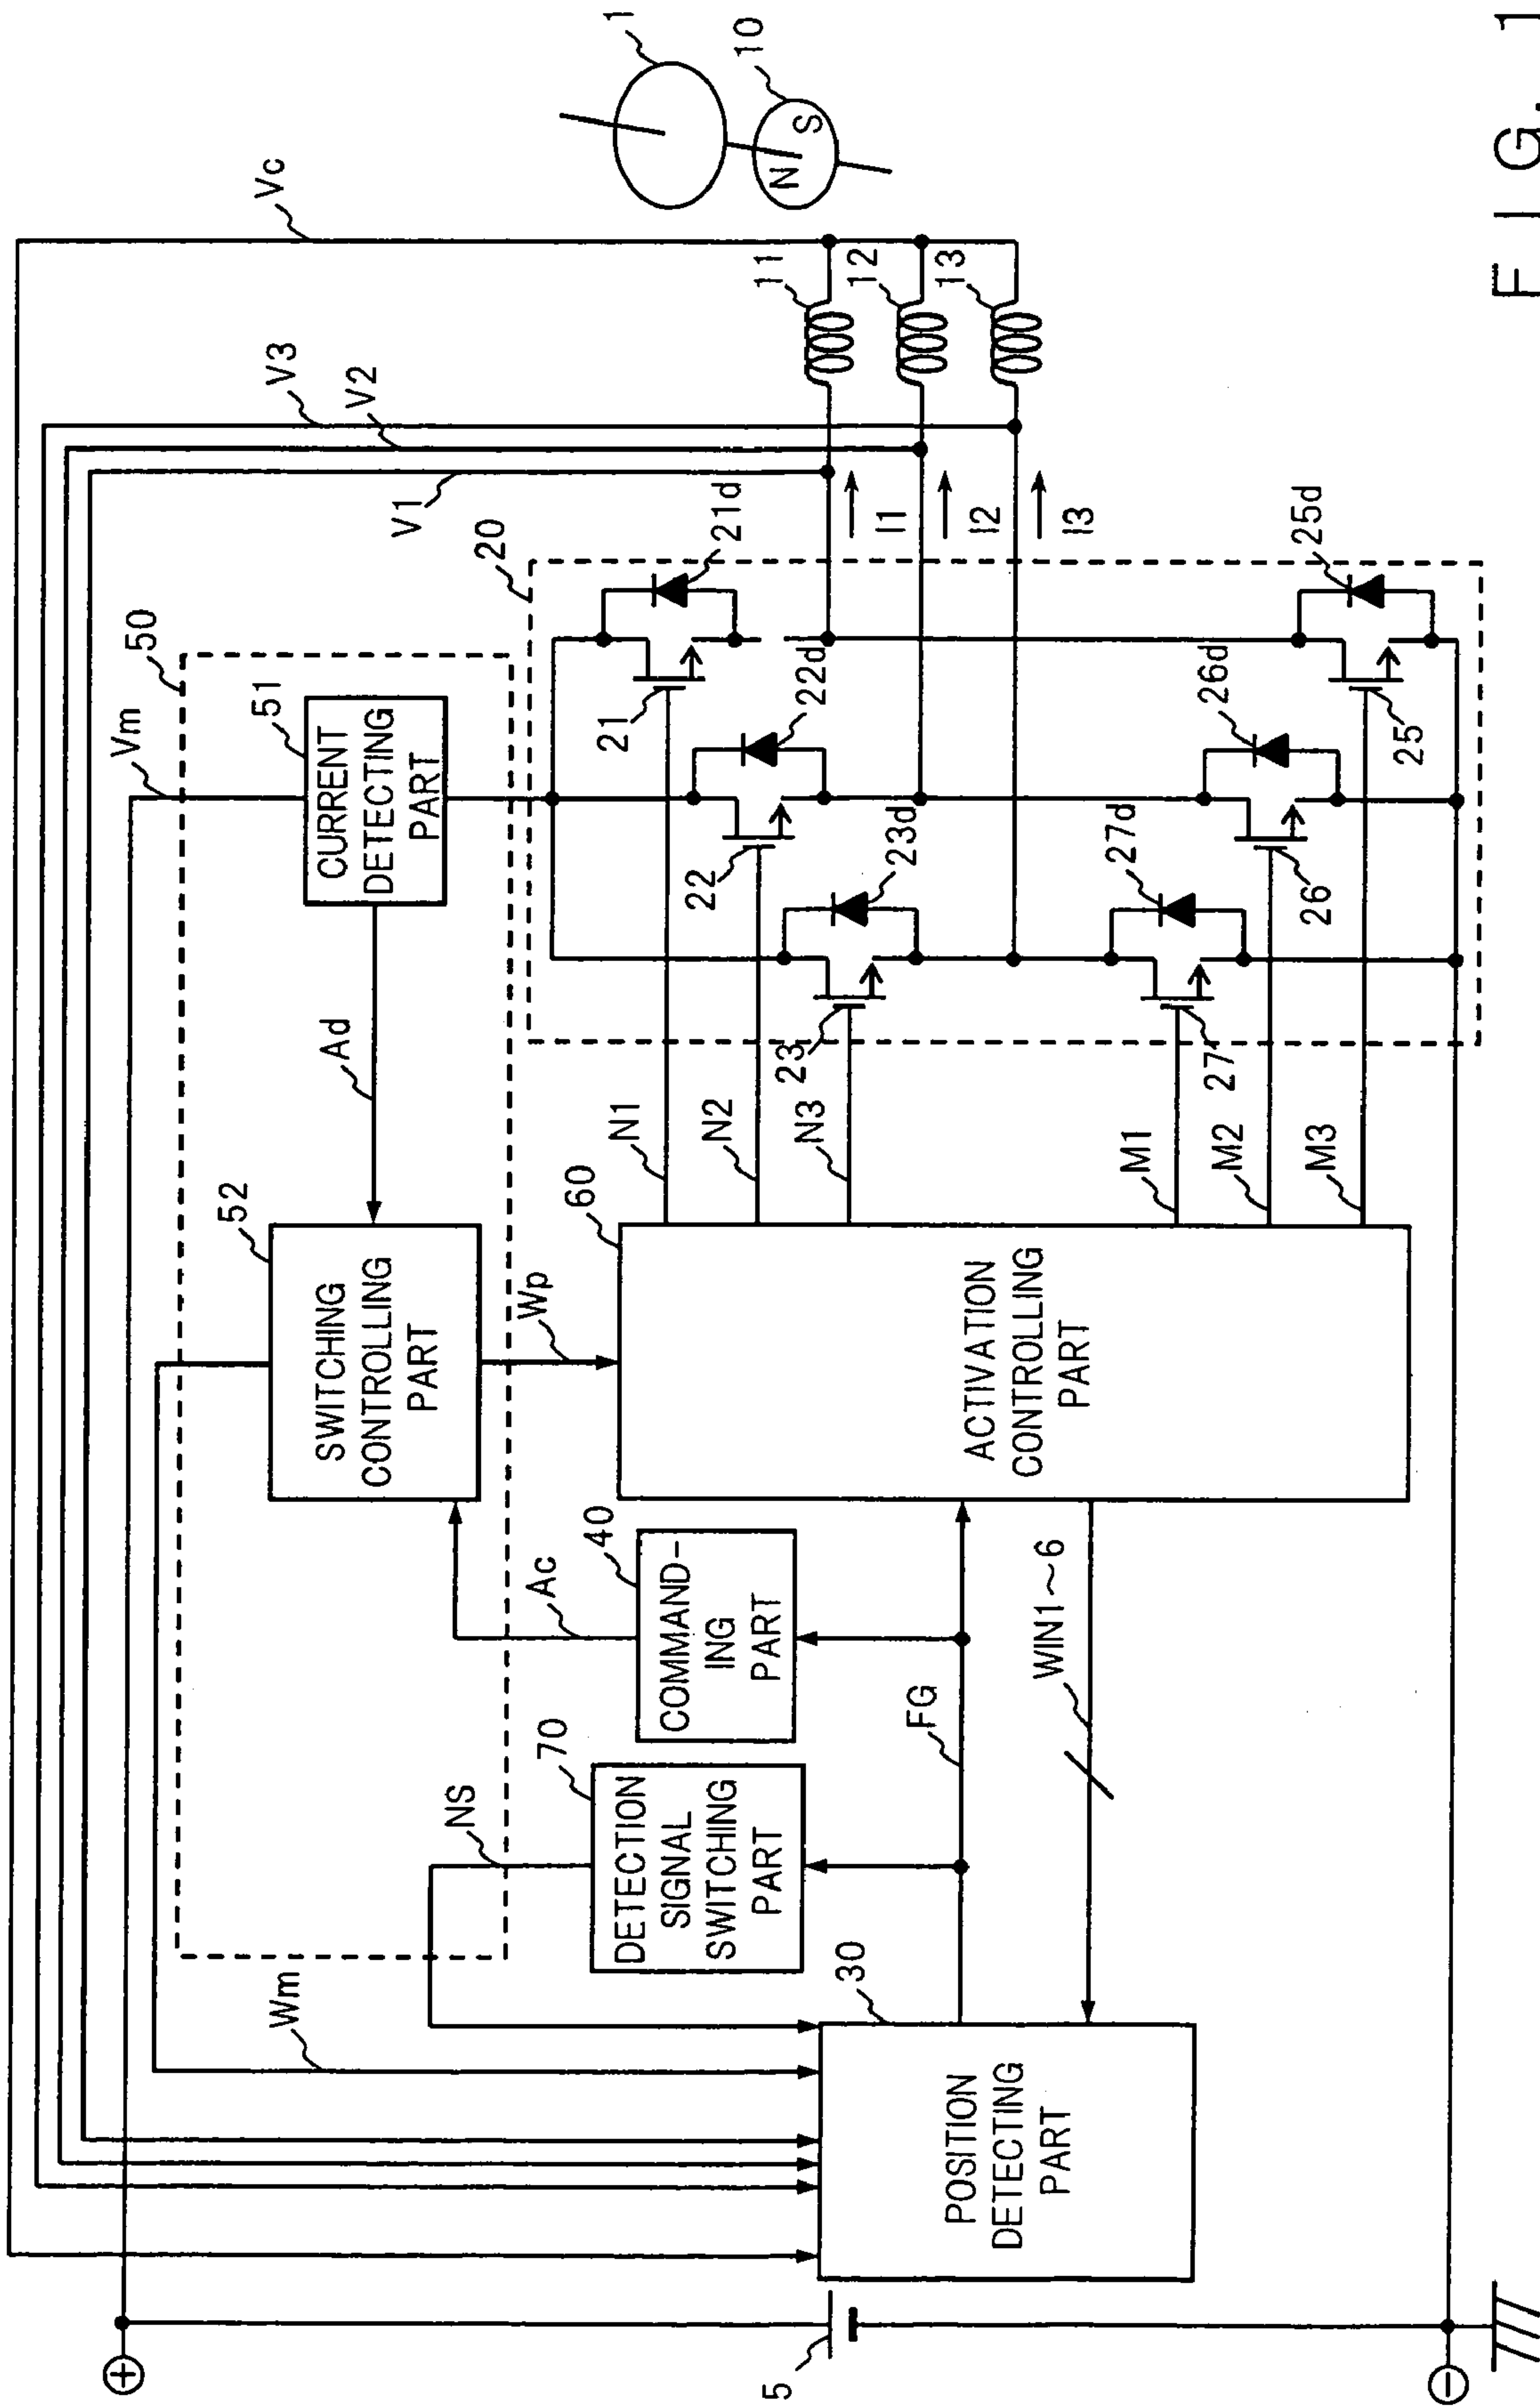 Vc
V3
V2
V1
Vm
50
51
CURRENT
DETECTING
PART
Ad
52
SWITCHING
CONTROLLING
PART
Wm
NS
Ac
Wp
70
DETECTION
SIGNAL
SWITCHING
PART
40
COMMAND-
ING
PART
60
ACTIVATION
CONTROLLING
PART
30
POSITION
DETECTING
PART
FG
WIN1~6
N1
N2
N3
M1
M2
M3
20
21
21d
22
22d
23
23d
27
27d
26
26d
25
25d
I1
I2
I3
11
12
13
1
10
N
S
5
+
−
FIG. 1